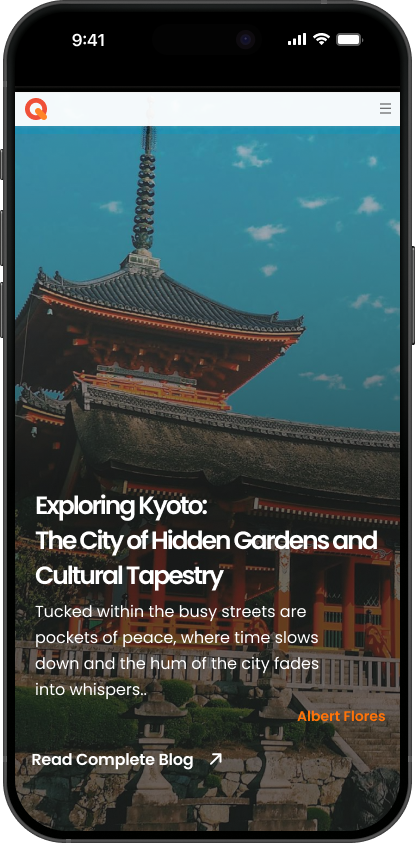 9:41
Exploring Kyoto:
The City of Hidden Gardens and
Cultural Tapestry
Tucked within the busy streets are
pockets of peace, where time slows
down and the hum of the city fades
into whispers..
Albert Flores
Read Complete Blog